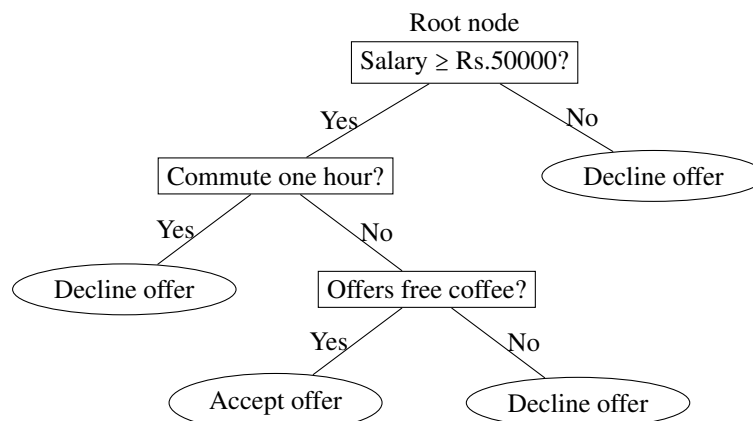 Root node
Salary ≥ Rs.50000?
Yes
No
Commute one hour?
Decline offer
Yes
No
Decline offer
Offers free coffee?
Yes
No
Accept offer
Decline offer